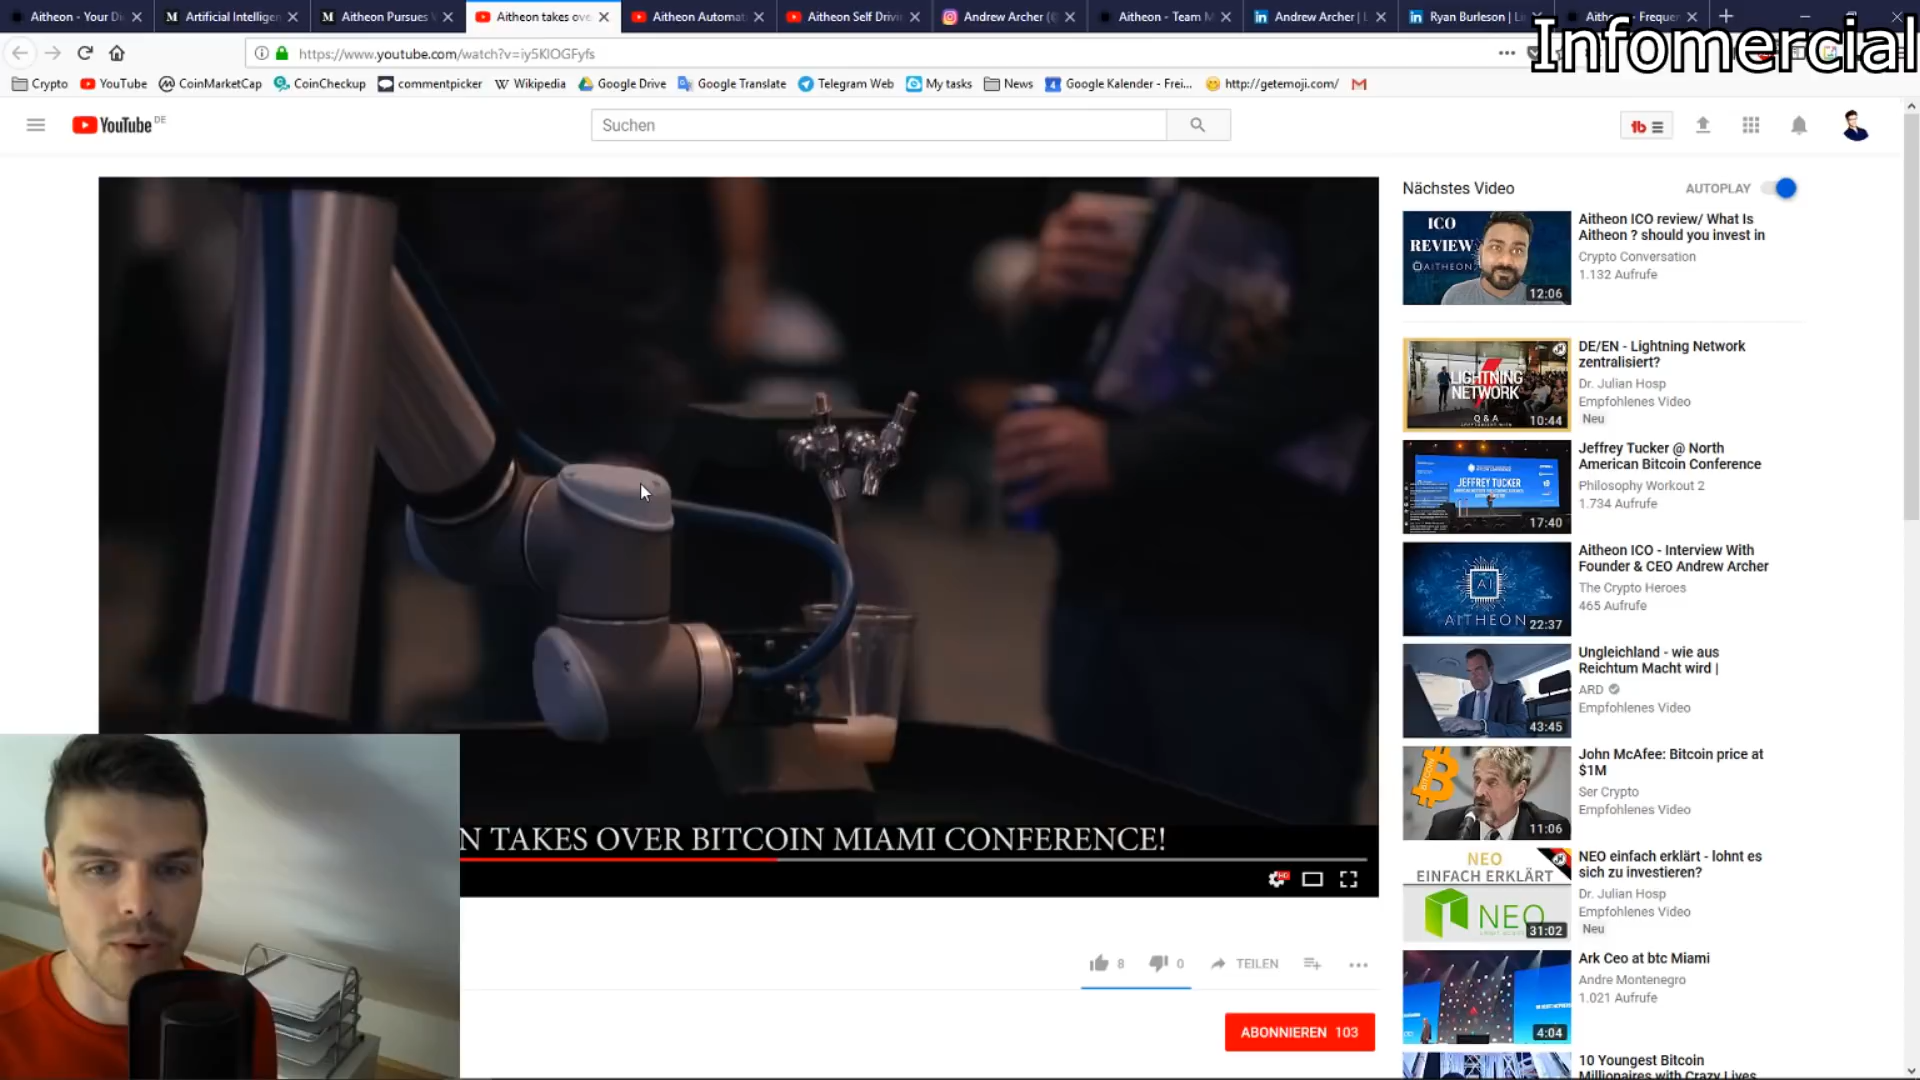 Aitheon - Your Di
Artificial Intelligen
Aitheon Pursues V
Aitheon takes ove
Aitheon Automat
Aitheon Self Drivi
Andrew Archer (
Aitheon - Team M
Andrew Archer | L
Ryan Burleson | Li
Aith
Frequen
Infomercial
https://www.youtube.com/watch?v=iy5KlOGFyfs
Crypto
YouTube
CoinMarketCap
CoinCheckup
commentpicker
Wikipedia
Google Drive
Google Translate
Telegram Web
My tasks
News
Google Kalender - Frei...
http://getemoji.com/
YouTube DE
Suchen
Nächstes Video
AUTOPLAY
ICO
REVIEW
AITHEON
12:06
Aitheon ICO review/ What Is
Aitheon ? should you invest in
Crypto Conversation
1.132 Aufrufe
LIGHTNING
NETWORK
Q & A
10:44
DE/EN - Lightning Network
zentralisiert?
Dr. Julian Hosp
Empfohlenes Video
Neu
JEFFREY TUCKER
17:40
Jeffrey Tucker @ North
American Bitcoin Conference
Philosophy Workout 2
1.734 Aufrufe
AI
AITHEON
22:37
Aitheon ICO - Interview With
Founder & CEO Andrew Archer
The Crypto Heroes
465 Aufrufe
43:45
Ungleichland - wie aus
Reichtum Macht wird |
ARD
Empfohlenes Video
11:06
John McAfee: Bitcoin price at
$1M
Ser Crypto
Empfohlenes Video
NEO
EINFACH ERKLÄRT
NEO
31:02
NEO einfach erklärt - lohnt es
sich zu investieren?
Dr. Julian Hosp
Empfohlenes Video
Neu
4:04
Ark Ceo at btc Miami
Andre Montenegro
1.021 Aufrufe
10 Youngest Bitcoin
Millionaires with Crazy Lives
N TAKES OVER BITCOIN MIAMI CONFERENCE!
HD
8
0
TEILEN
ABONNIEREN 103